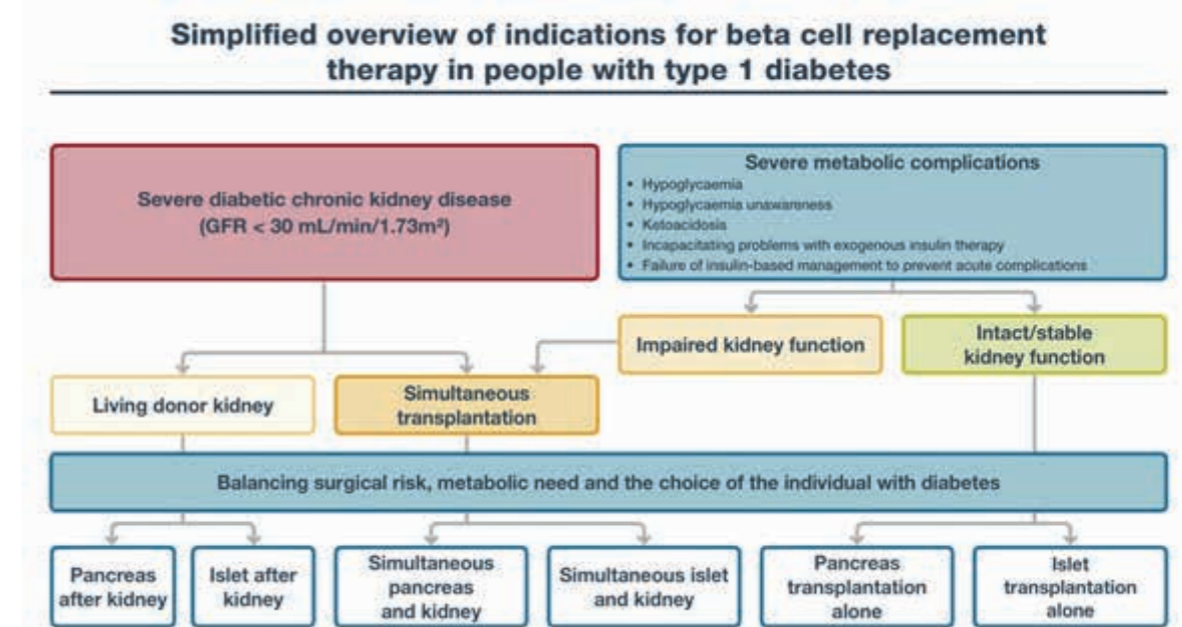 Simplified overview of indications for beta cell replacement
therapy in people with type 1 diabetes
Severe diabetic chronic kidney disease
(GFR < 30 mL/min/1.73m²)
Severe metabolic complications
• Hypoglycaemia
• Hypoglycaemia unawareness
• Ketoacidosis
• Incapacitating problems with exogenous insulin therapy
• Failure of insulin-based management to prevent acute complications
Impaired kidney function
Intact/stable
kidney function
Living donor kidney
Simultaneous
transplantation
Balancing surgical risk, metabolic need and the choice of the individual with diabetes
Pancreas
after kidney
Islet after
kidney
Simultaneous
pancreas
and kidney
Simultaneous islet
and kidney
Pancreas
transplantation
alone
Islet
transplantation
alone